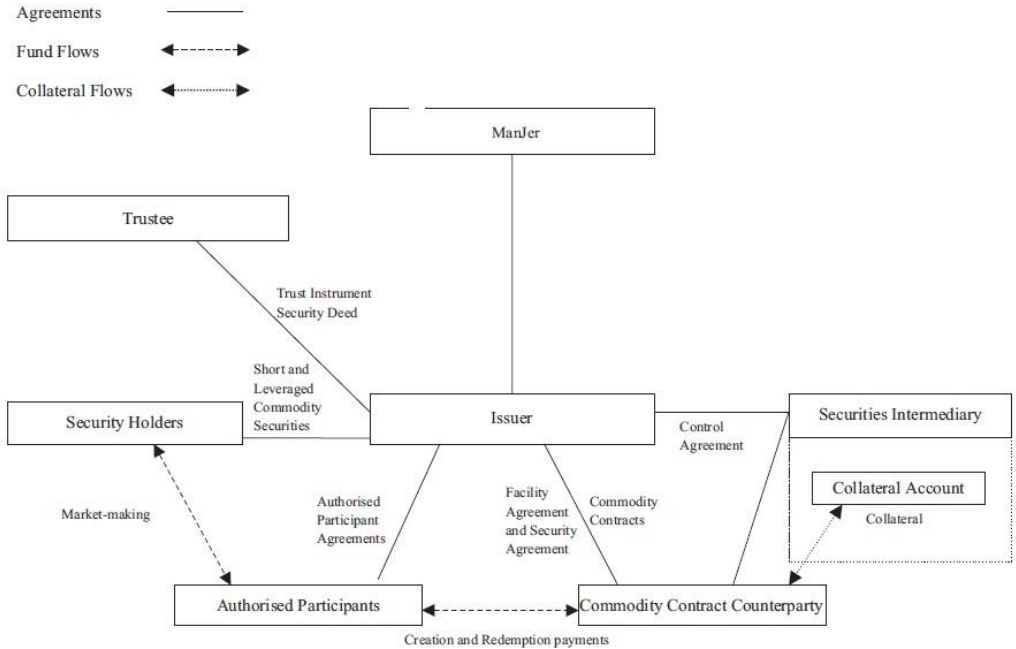 Agreements
Fund Flows
Collateral Flows
ManJer
Trustee
Trust Instrument
Security Deed
Short and
Leveraged
Commodity
Securities
Security Holders
Issuer
Securities Intermediary
Control
Agreement
Collateral Account
Collateral
Market-making
Authorised
Participant
Agreements
Facility
Agreement
and Security
Agreement
Commodity
Contracts
Authorised Participants
Commodity Contract Counterparty
Creation and Redemption payments